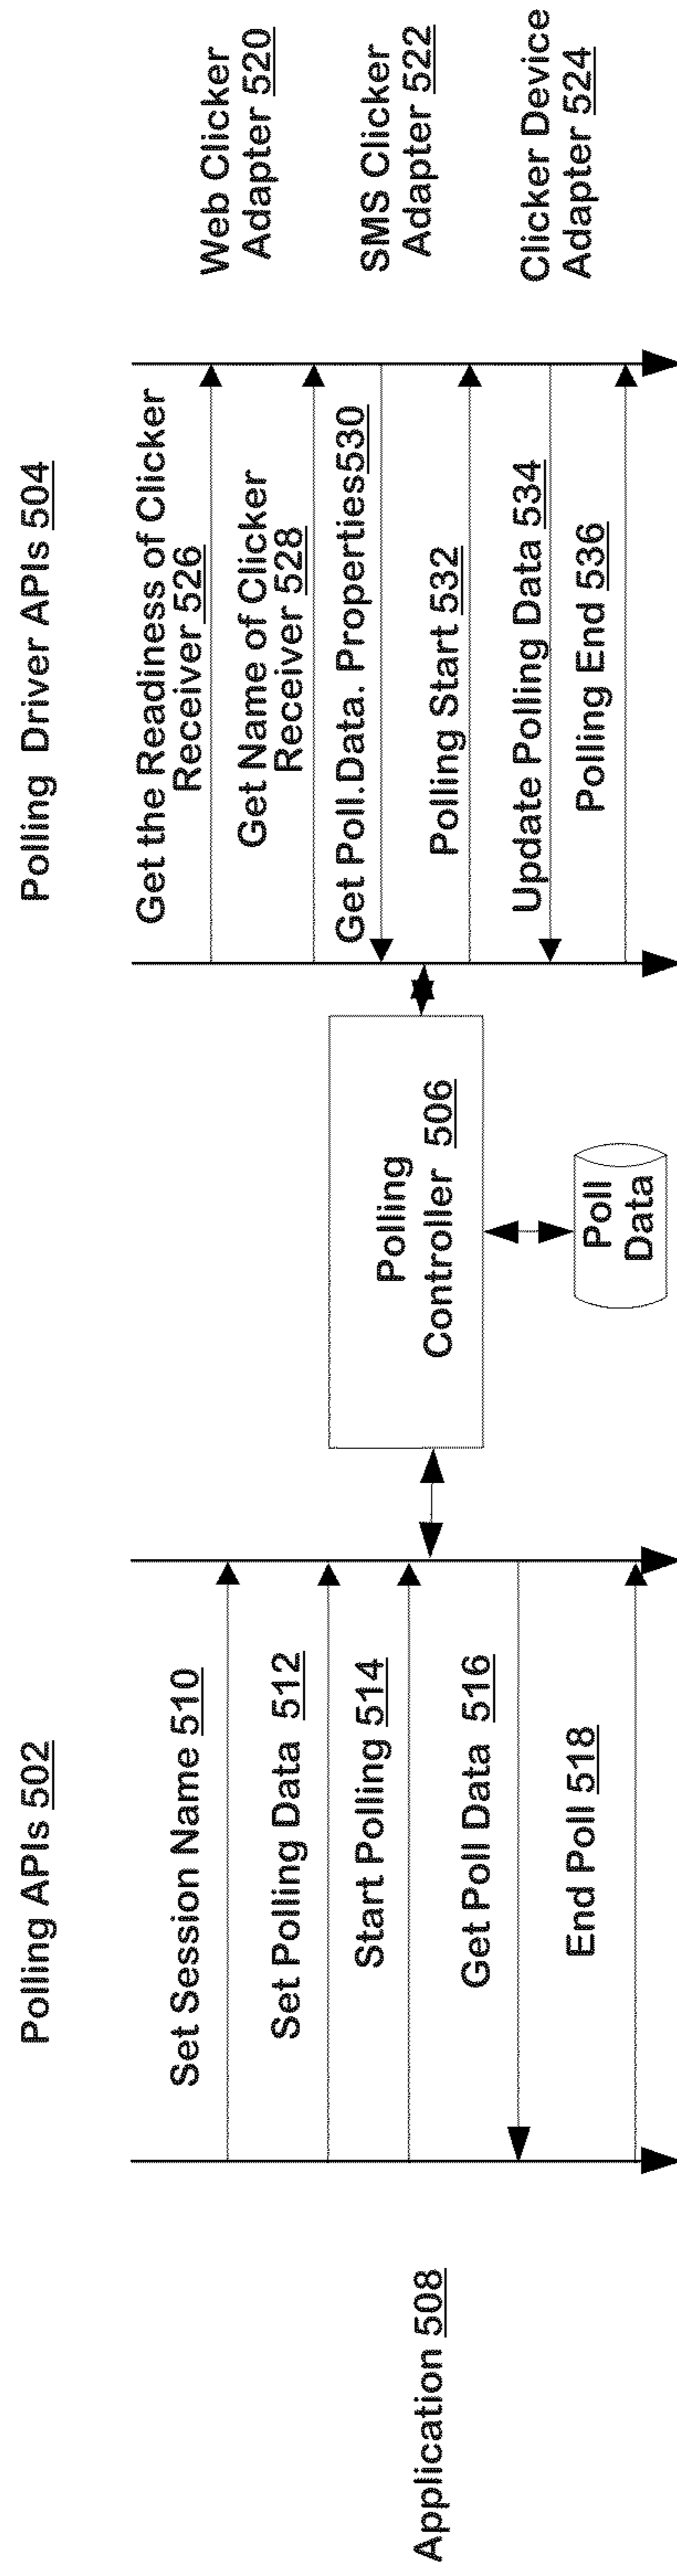 Polling APIs 502
Polling Driver APIs 504
Application 508
Set Session Name 510
Set Polling Data 512
Start Polling 514
Get Poll Data 516
End Poll 518
Polling
Controller 506
Poll
Data
Get the Readiness of Clicker
Receiver 526
Get Name of Clicker
Receiver 528
Get Poll.Data. Properties530
Polling Start 532
Update Polling Data 534
Polling End 536
Web Clicker
Adapter 520
SMS Clicker
Adapter 522
Clicker Device
Adapter 524